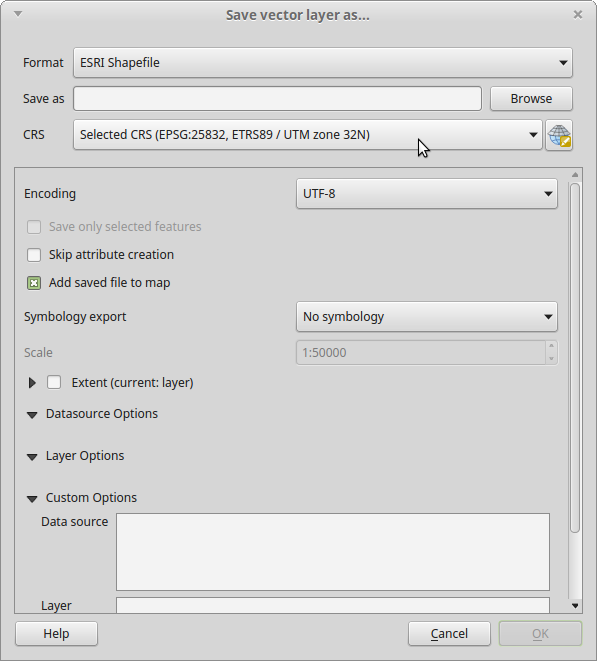 Save vector layer as...
Format ESRI Shapefile
Save as Browse
CRS Selected CRS (EPSG:25832, ETRS89 / UTM zone 32N)
Encoding UTF-8
Save only selected features
Skip attribute creation
Add saved file to map
Symbology export No symbology
Scale 1:50000
Extent (current: layer)
Datasource Options
Layer Options
Custom Options
Data source
Layer
Help Cancel OK